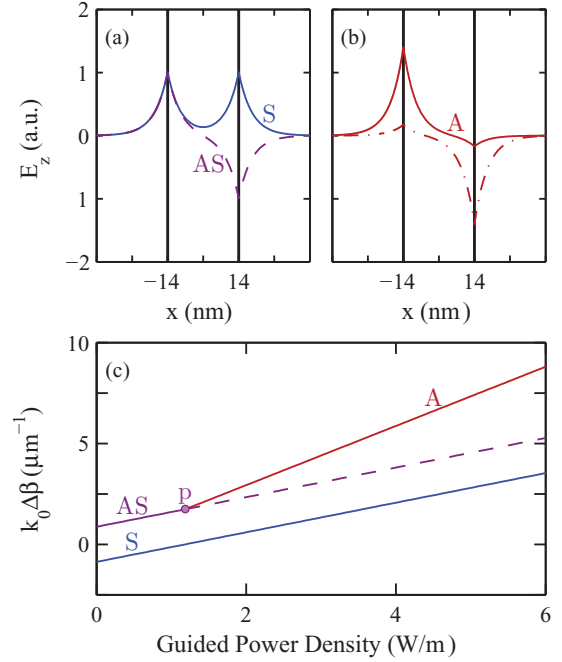 (a)
(b)
2
1
0
1
−2
E_z (a.u.)
S
AS
A
−14
14
−14
14
x (nm)
x (nm)
(c)
10
5
0
k₀Δβ (μm⁻¹)
A
p
AS
S
0
2
4
6
Guided Power Density (W/m)